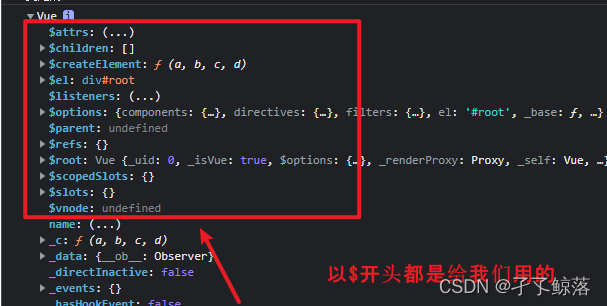 Vue i
$attrs: (...)
$children: []
$createElement: ƒ (a, b, c, d)
$el: div#root
$listeners: (...)
$options: {components: {…}, directives: {…}, filters: {…}, el: '#root', _base: ƒ, …}
$parent: undefined
$refs: {}
$root: Vue {_uid: 0, _isVue: true, $options: {…}, _renderProxy: Proxy, _self: Vue, …}
$scopedSlots: {}
$slots: {}
$vnode: undefined
name: (...)
_c: ƒ (a, b, c, d)
_data: {__ob__: Observer}
_directInactive: false
以$开头都是给我们用的
CSDN @孑孓鲸落
_events: {}
_hasHookEvent: false